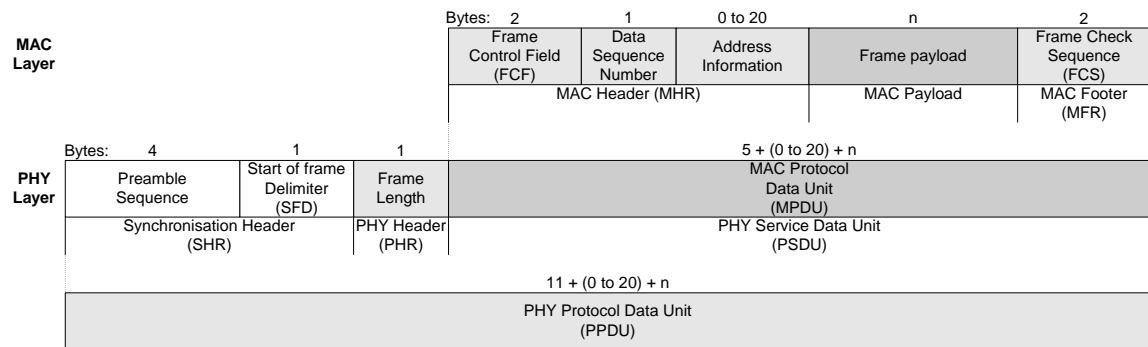 Bytes: 2 1 0 to 20 n 2
MAC
Layer
Frame
Control Field
(FCF)
Data
Sequence
Number
Address
Information
Frame payload
Frame Check
Sequence
(FCS)
MAC Header (MHR)
MAC Payload
MAC Footer
(MFR)
Bytes: 4 1 1 5 + (0 to 20) + n
PHY
Layer
Preamble
Sequence
Start of frame
Delimiter
(SFD)
Frame
Length
MAC Protocol
Data Unit
(MPDU)
Synchronisation Header
(SHR)
PHY Header
(PHR)
PHY Service Data Unit
(PSDU)
11 + (0 to 20) + n
PHY Protocol Data Unit
(PPDU)